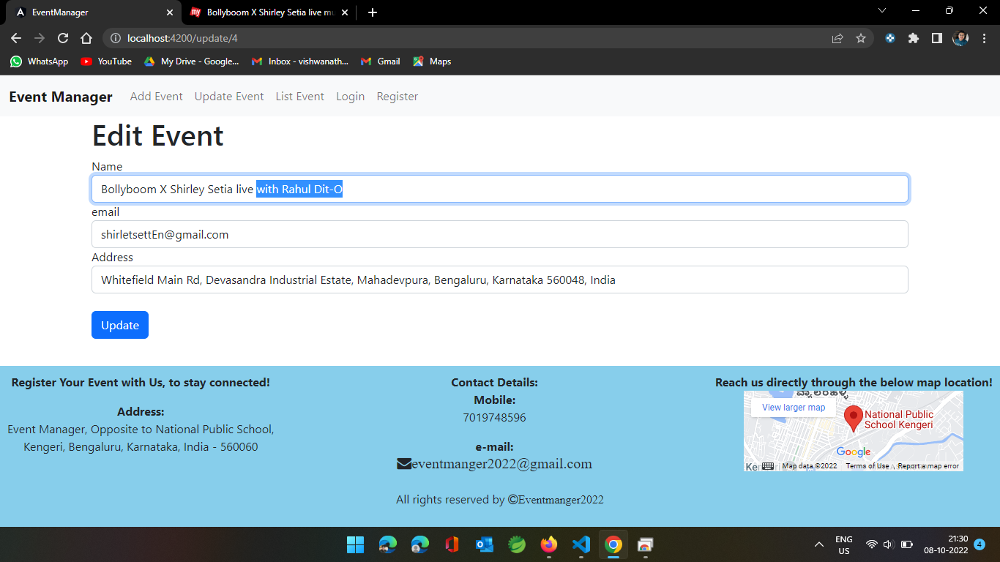 EventManager
Bollyboom X Shirley Setia live mu
localhost:4200/update/4
WhatsApp YouTube My Drive - Google... Inbox - vishwanath... Gmail Maps
Event Manager Add Event Update Event List Event Login Register
Edit Event
Name
Bollyboom X Shirley Setia live with Rahul Dit-O
email
shirletsettEn@gmail.com
Address
Whitefield Main Rd, Devasandra Industrial Estate, Mahadevpura, Bengaluru, Karnataka 560048, India
Update
Register Your Event with Us, to stay connected!
Address:
Event Manager, Opposite to National Public School,
Kengeri, Bengaluru, Karnataka, India - 560060
Contact Details:
Mobile:
7019748596
e-mail:
eventmanger2022@gmail.com
All rights reserved by ©Eventmanger2022
Reach us directly through the below map location!
View larger map
National Public
School Kengeri
Google
Map data ©2022 Terms of Use Report a map error
ENG
US
21:30
08-10-2022
4